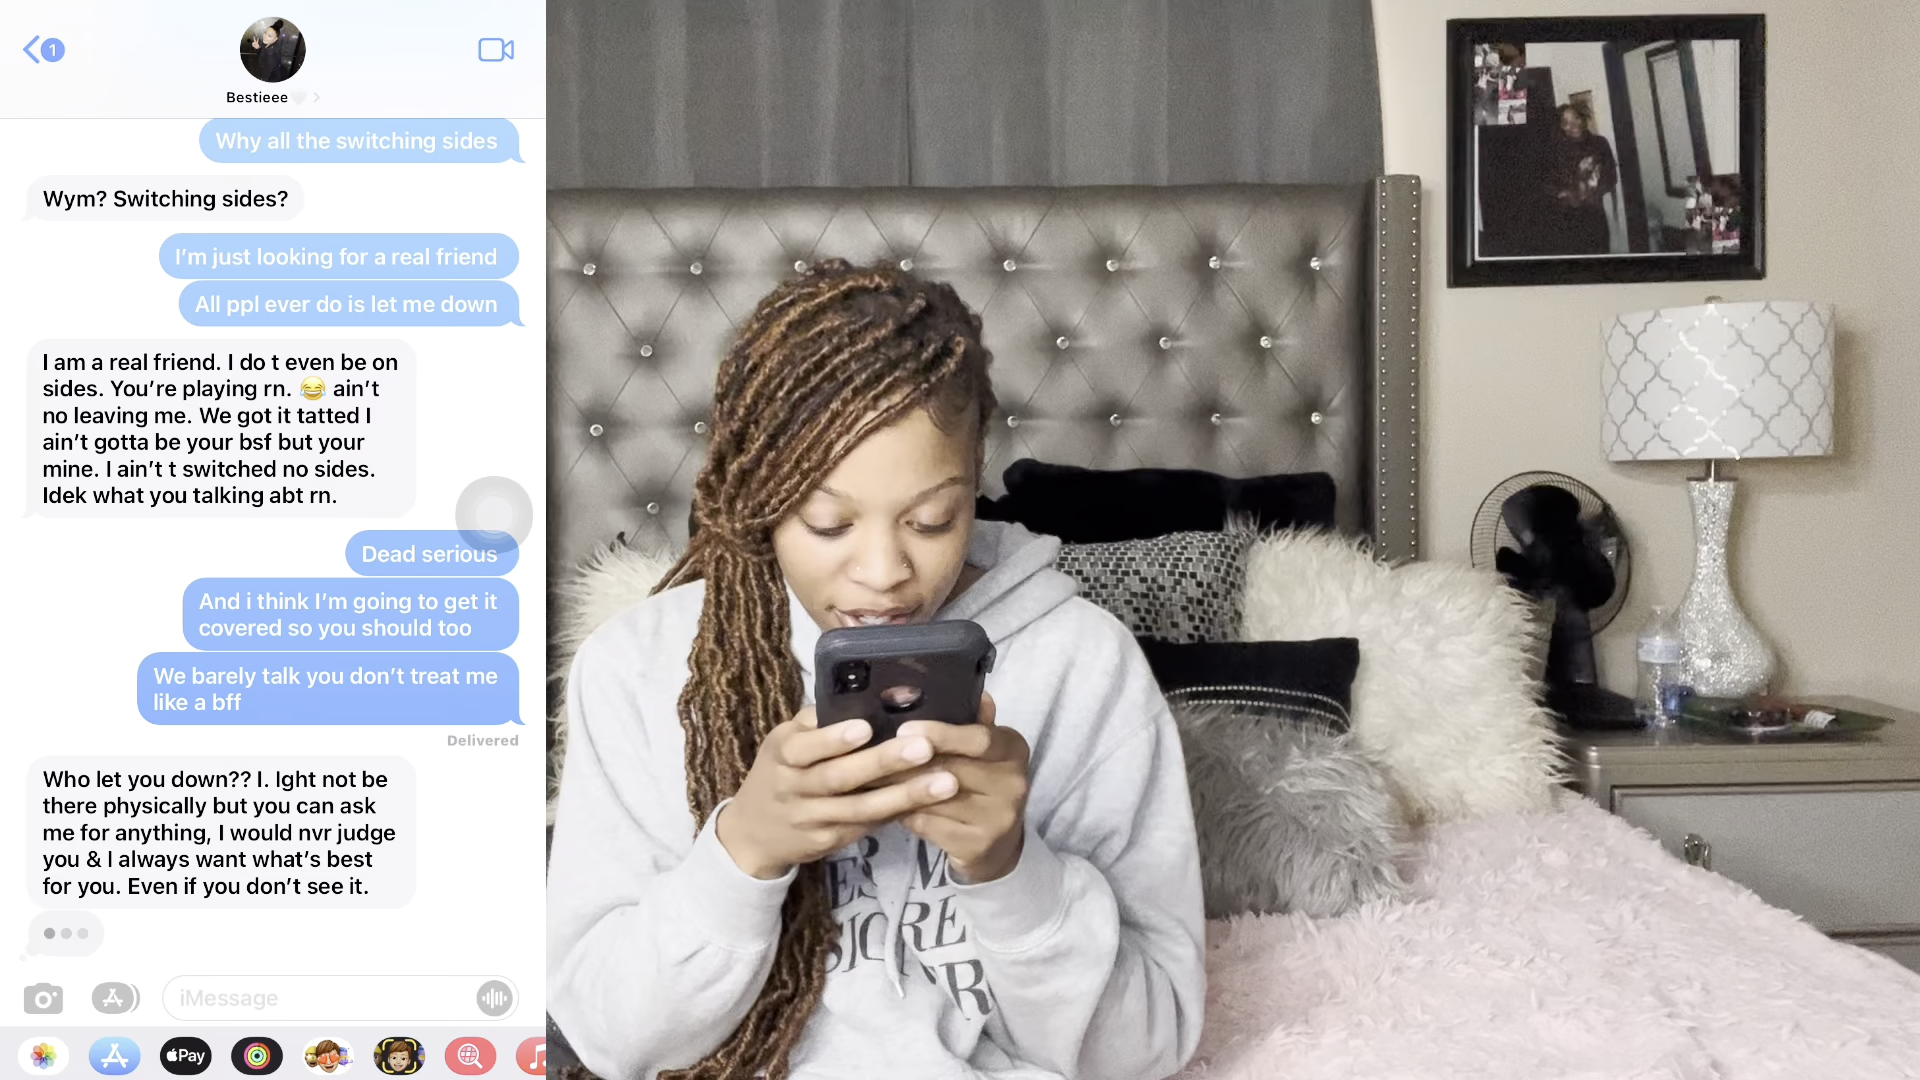 1
Bestieee
Why all the switching sides
Wym? Switching sides?
I'm just looking for a real friend
All ppl ever do is let me down
I am a real friend. I do t even be on
sides. You're playing rn. 😂 ain't
no leaving me. We got it tatted I
ain't gotta be your bsf but your
mine. I ain't t switched no sides.
Idek what you talking abt rn.
Dead serious
And i think I'm going to get it
covered so you should too
We barely talk you don't treat me
like a bff
Delivered
Who let you down?? I. Ight not be
there physically but you can ask
me for anything, I would nvr judge
you & I always want what's best
for you. Even if you don't see it.
iMessage
Pay